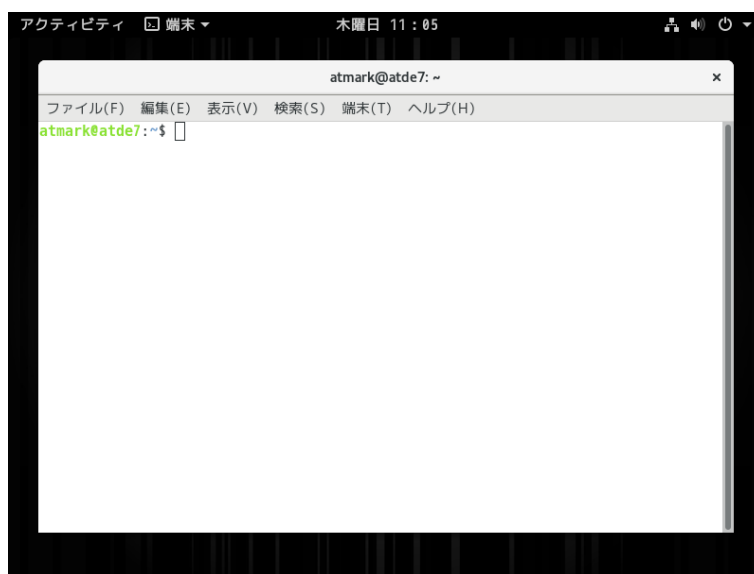 アクティビティ 端末 木曜日 11:05
atmark@atde7: ~ ×
ファイル(F) 編集(E) 表示(V) 検索(S) 端末(T) ヘルプ(H)
atmark@atde7:~$